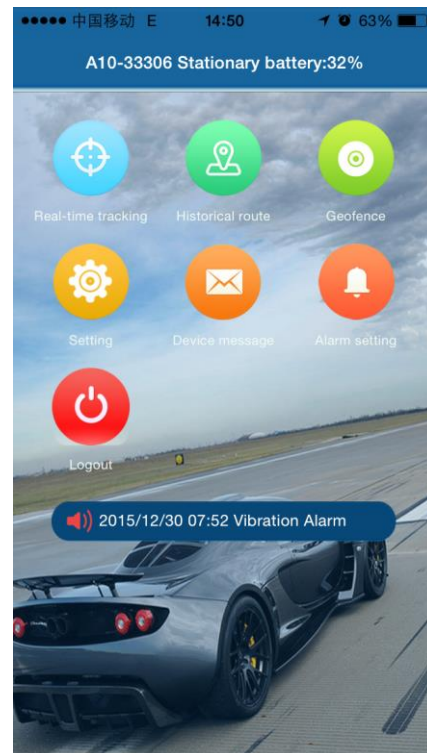 中国移动 E 14:50 63%
A10-33306 Stationary battery:32%
Real-time tracking Historical route Geofence
Setting Device message Alarm setting
Logout
2015/12/30 07:52 Vibration Alarm